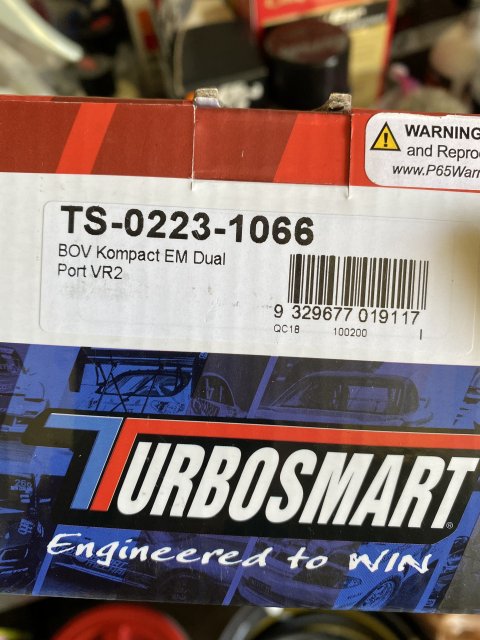 WARNING
and Repro
www.P65Warn
TS-0223-1066
BOV Kompact EM Dual
Port VR2
9 329677 019117
QC18 100200 I
TURBOSMART®
Engineered to WIN